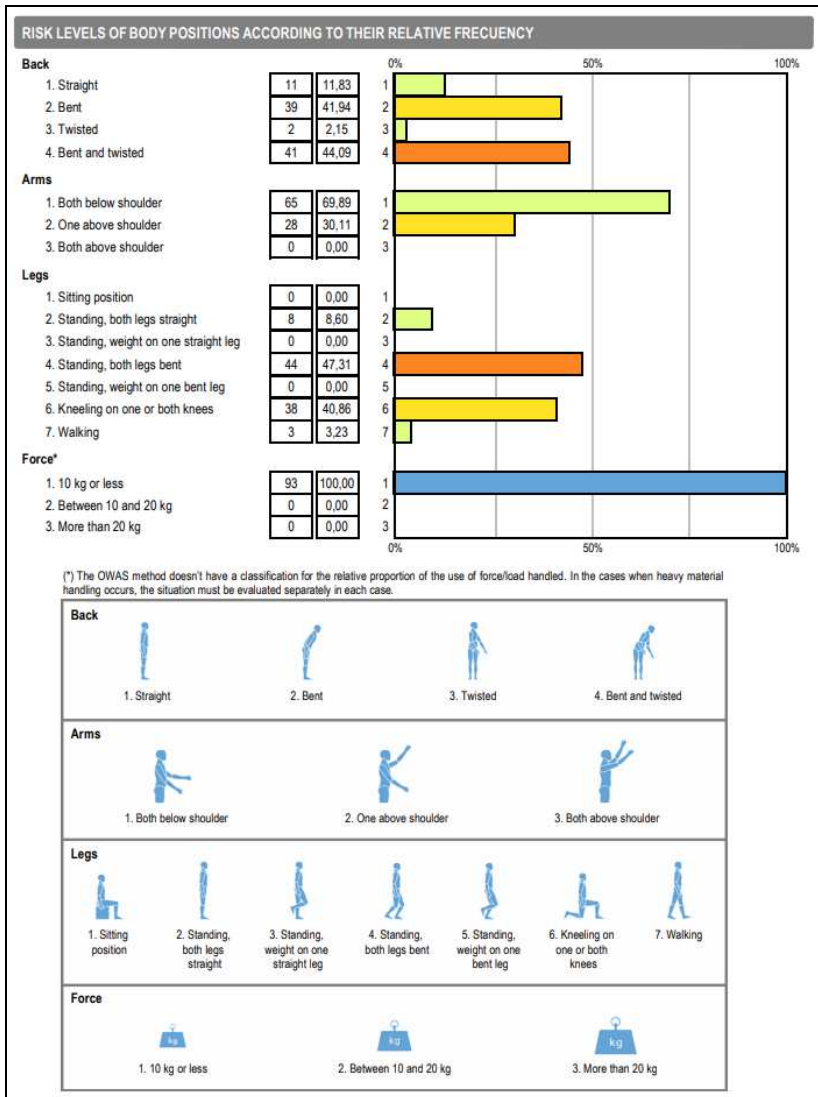 RISK LEVELS OF BODY POSITIONS ACCORDING TO THEIR RELATIVE FRECUENCY
Back 0% 50% 100%
1. Straight 11 11,83 1
2. Bent 39 41,94 2
3. Twisted 2 2,15 3
4. Bent and twisted 41 44,09 4
Arms
1. Both below shoulder 65 69,89 1
2. One above shoulder 28 30,11 2
3. Both above shoulder 0 0,00 3
Legs
1. Sitting position 0 0,00 1
2. Standing, both legs straight 8 8,60 2
3. Standing, weight on one straight leg 0 0,00 3
4. Standing, both legs bent 44 47,31 4
5. Standing, weight on one bent leg 0 0,00 5
6. Kneeling on one or both knees 38 40,86 6
7. Walking 3 3,23 7
Force*
1. 10 kg or less 93 100,00 1
2. Between 10 and 20 kg 0 0,00 2
3. More than 20 kg 0 0,00 3
0% 50% 100%
(*) The OWAS method doesn't have a classification for the relative proportion of the use of force/load handled. In the cases when heavy material
handling occurs, the situation must be evaluated separately in each case.
Back
1. Straight 2. Bent 3. Twisted 4. Bent and twisted
Arms
1. Both below shoulder 2. One above shoulder 3. Both above shoulder
Legs
1. Sitting 2. Standing, 3. Standing, 4. Standing, 5. Standing, 6. Kneeling on 7. Walking
position both legs weight on one both legs bent weight on one or both
straight straight leg bent leg knees
Force
kg kg kg
1. 10 kg or less 2. Between 10 and 20 kg 3. More than 20 kg